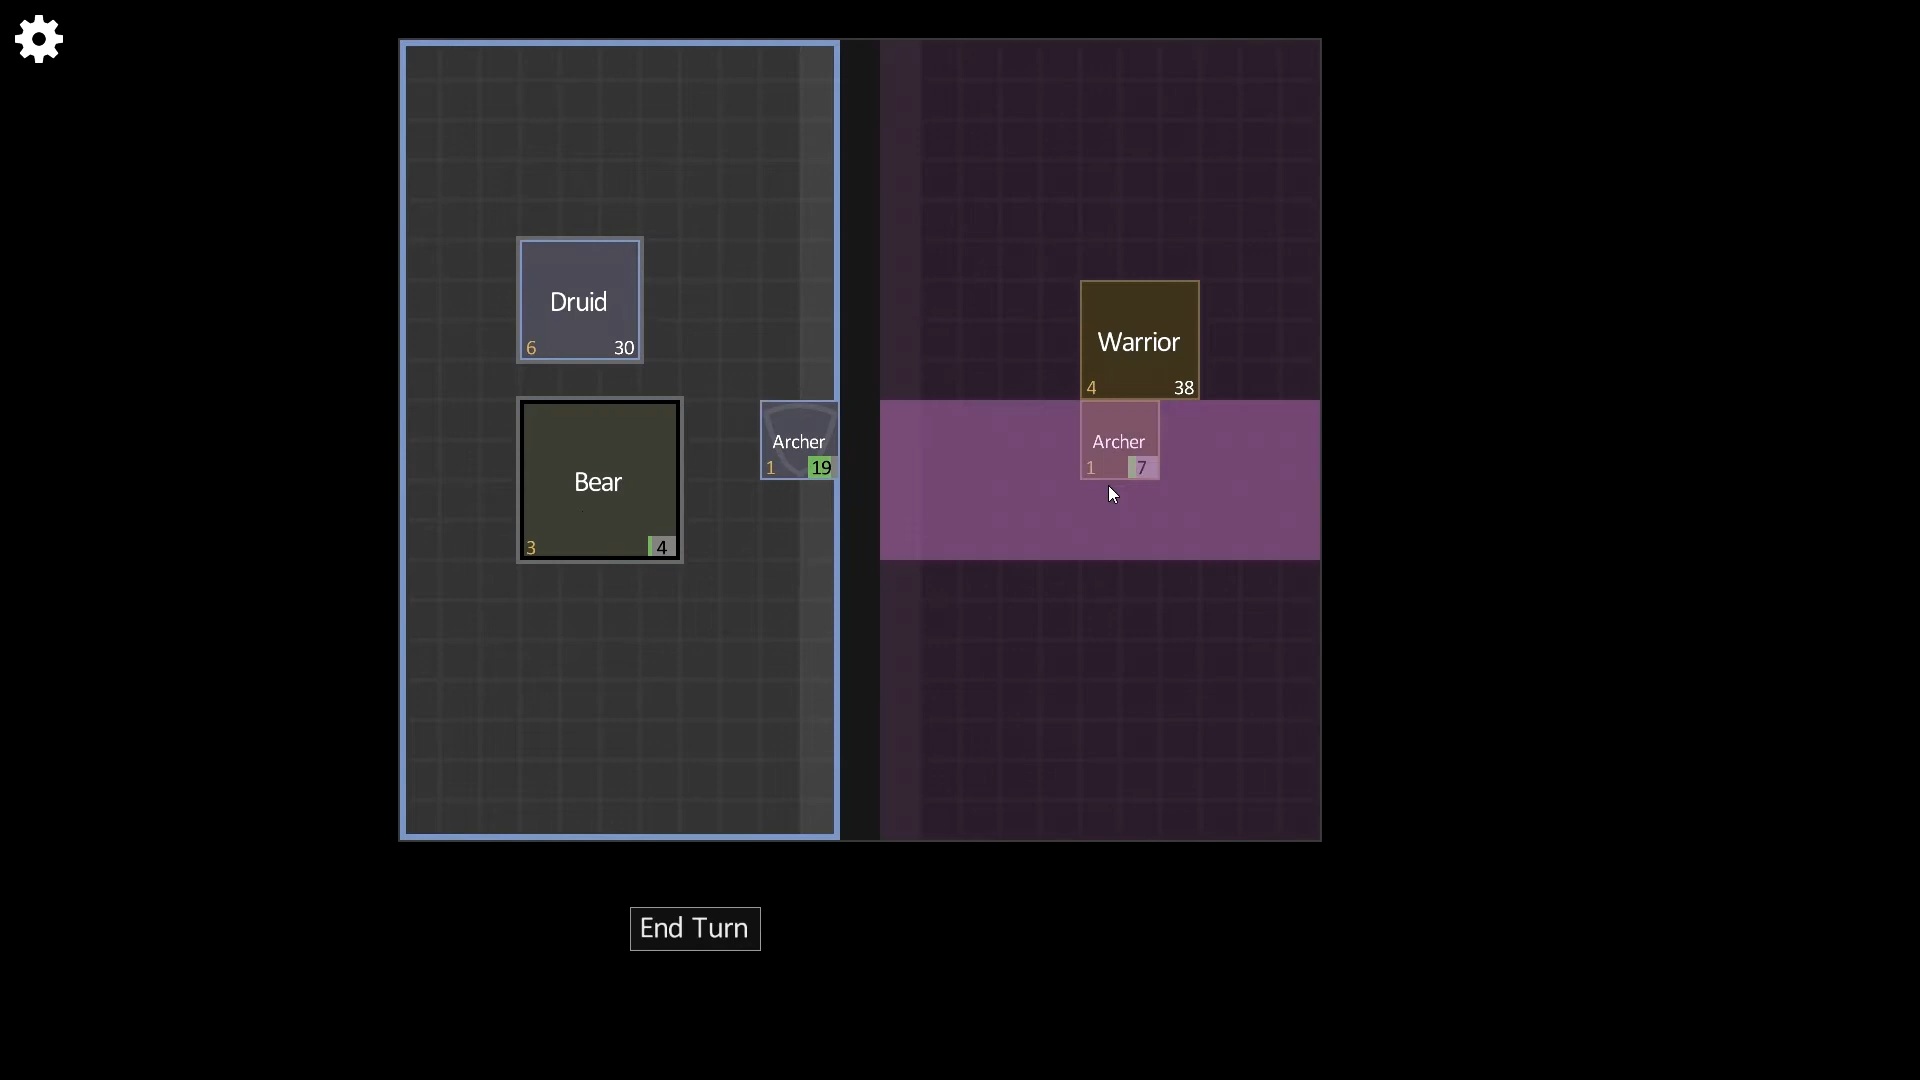 Druid
6 30
Warrior
4 38
Archer
1 19
Archer
1 7
Bear
3 4
End Turn